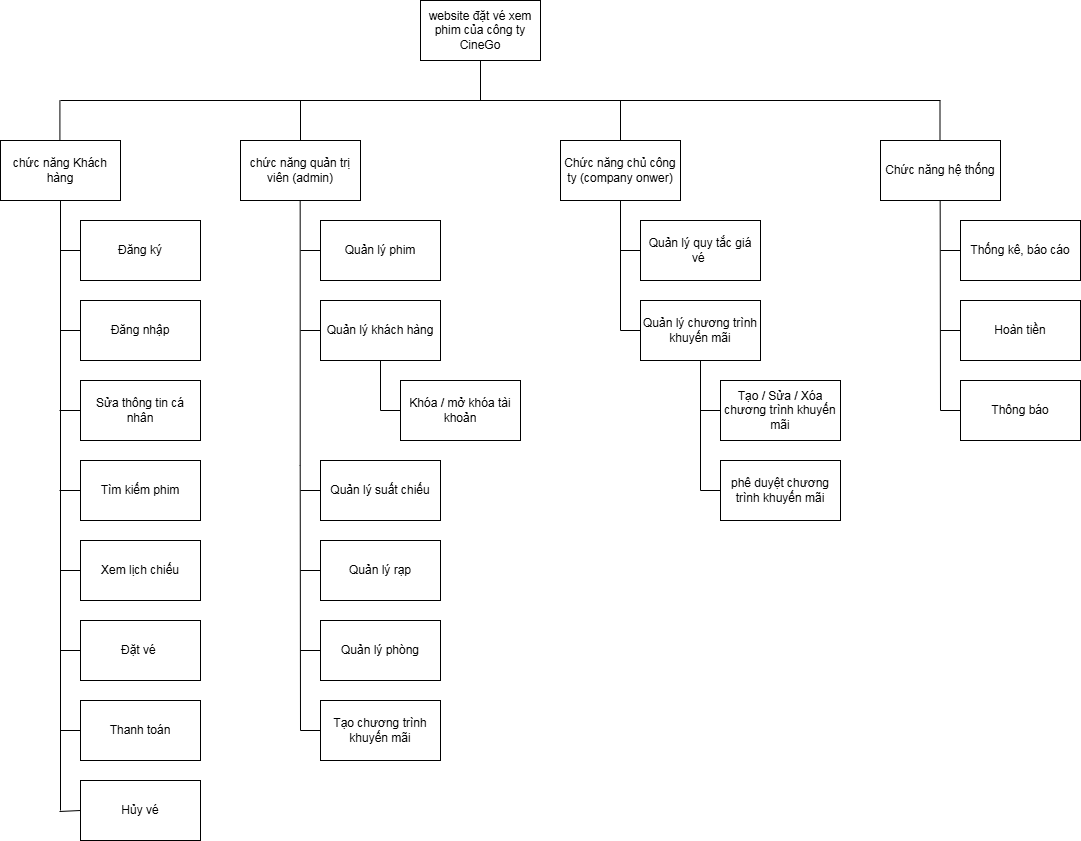 website đặt vé xem
phim của công ty
CineGo
chức năng Khách
hàng
Đăng ký
Đăng nhập
Sửa thông tin cá
nhân
Tìm kiếm phim
Xem lịch chiếu
Đặt vé
Thanh toán
Hủy vé
chức năng quản trị
viên (admin)
Quản lý phim
Quản lý khách hàng
Khóa / mở khóa tài
khoản
Quản lý suất chiếu
Quản lý rạp
Quản lý phòng
Tạo chương trình
khuyến mãi
Chức năng chủ công
ty (company onwer)
Quản lý quy tắc giá
vé
Quản lý chương trình
khuyến mãi
Tạo / Sửa / Xóa
chương trình khuyến
mãi
phê duyệt chương
trình khuyến mãi
Chức năng hệ thống
Thống kê, báo cáo
Hoàn tiền
Thông báo